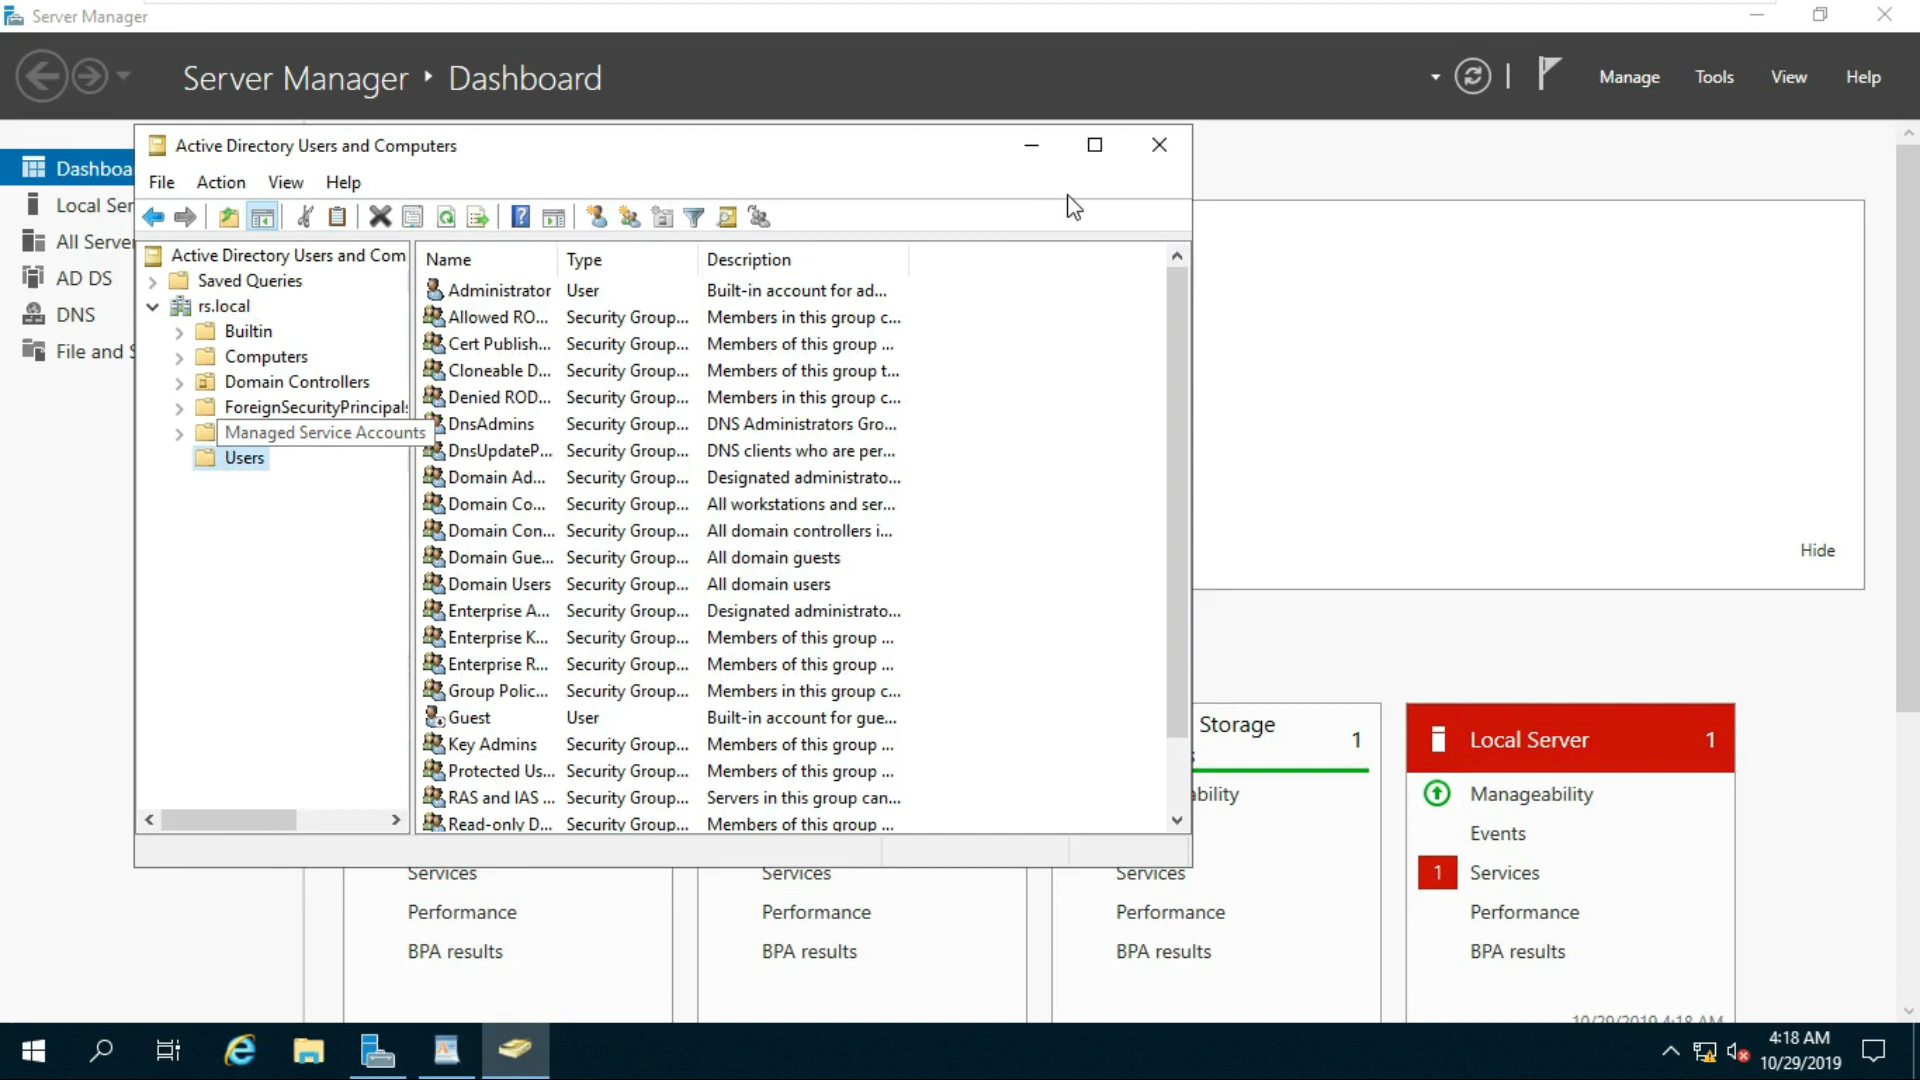 Server Manager
Server Manager ‣ Dashboard
Manage Tools View Help
Active Directory Users and Computers
File Action View Help
Dashboa
Local Ser
All Server
AD DS
DNS
File and S
Active Directory Users and Com
Saved Queries
rs.local
Builtin
Computers
Domain Controllers
ForeignSecurityPrincipals
Managed Service Accounts
Users
Name Type Description
Administrator User Built-in account for ad...
Allowed RO... Security Group... Members in this group c...
Cert Publish... Security Group... Members of this group ...
Cloneable D... Security Group... Members of this group t...
Denied ROD... Security Group... Members in this group c...
DnsAdmins Security Group... DNS Administrators Gro...
DnsUpdateP... Security Group... DNS clients who are per...
Domain Ad... Security Group... Designated administrato...
Domain Co... Security Group... All workstations and ser...
Domain Con... Security Group... All domain controllers i...
Domain Gue... Security Group... All domain guests
Domain Users Security Group... All domain users
Enterprise A... Security Group... Designated administrato...
Enterprise K... Security Group... Members of this group ...
Enterprise R... Security Group... Members of this group ...
Group Polic... Security Group... Members in this group c...
Guest User Built-in account for gue...
Key Admins Security Group... Members of this group ...
Protected Us... Security Group... Members of this group ...
RAS and IAS ... Security Group... Servers in this group can...
Read-only D... Security Group... Members of this group ...
Hide
Storage 1
s
ability
Services
Performance
BPA results
Services
Performance
BPA results
Services
Performance
BPA results
Local Server 1
Manageability
Events
1 Services
Performance
BPA results
10/29/2019 4:18 AM
4:18 AM
10/29/2019